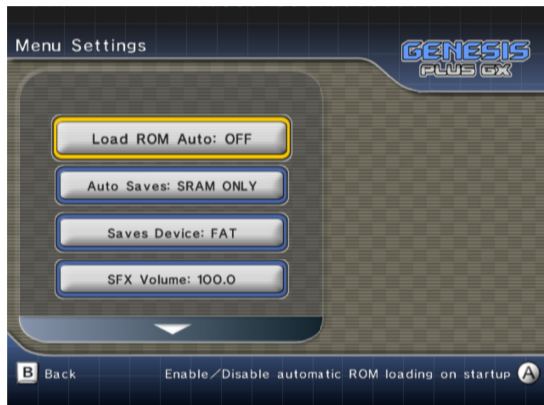 Menu Settings
GENESIS
PLUS GX
Load ROM Auto: OFF
Auto Saves: SRAM ONLY
Saves Device: FAT
SFX Volume: 100.0
B Back
Enable/Disable automatic ROM loading on startup A